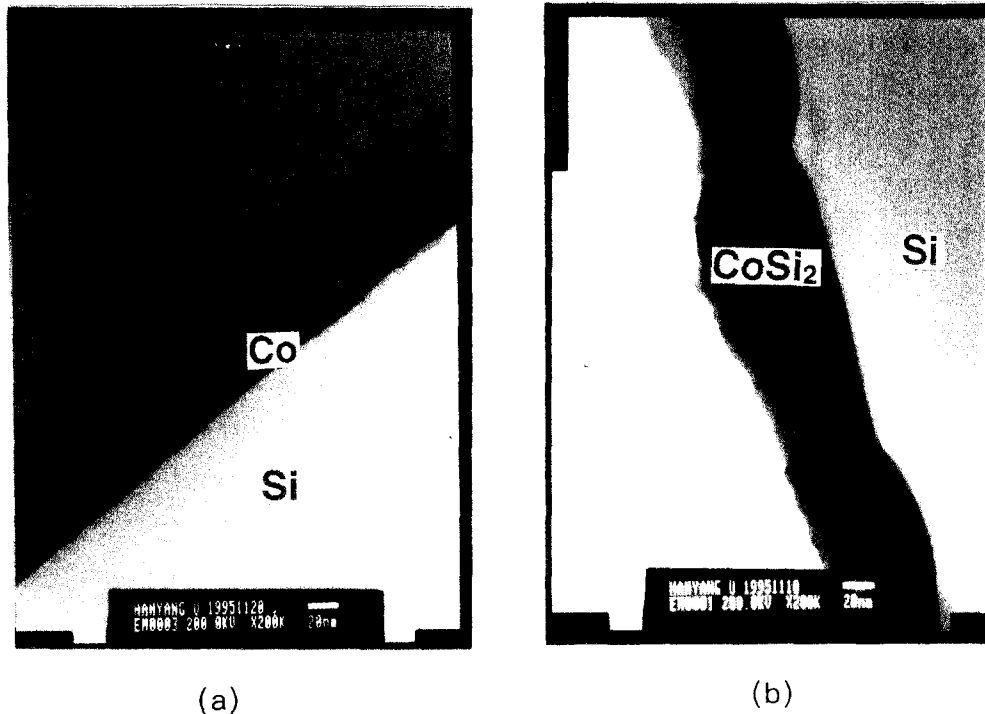 Co
Si
HANYANG U 19951120 .
EM0003 200.0KV X200K 20nm
(a)
CoSi2
Si
HANYANG U 19951110
EM0001 200.0KV X200K 20nm
(b)